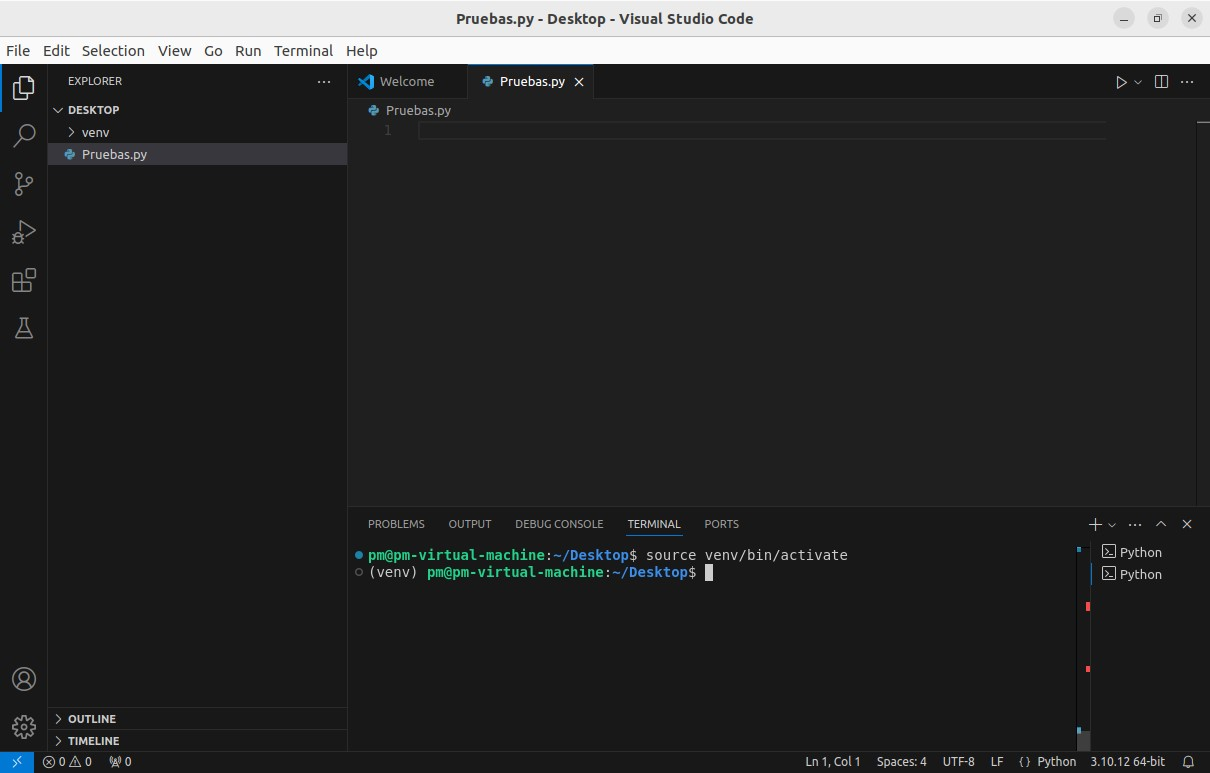 Pruebas.py - Desktop - Visual Studio Code
File Edit Selection View Go Run Terminal Help
EXPLORER
DESKTOP
venv
Pruebas.py
Welcome
Pruebas.py
Pruebas.py
1
PROBLEMS OUTPUT DEBUG CONSOLE TERMINAL PORTS
pm@pm-virtual-machine:~/Desktop$ source venv/bin/activate
(venv) pm@pm-virtual-machine:~/Desktop$
Python
Python
OUTLINE
TIMELINE
0 0 0 Ln 1, Col 1 Spaces: 4 UTF-8 LF { } Python 3.10.12 64-bit